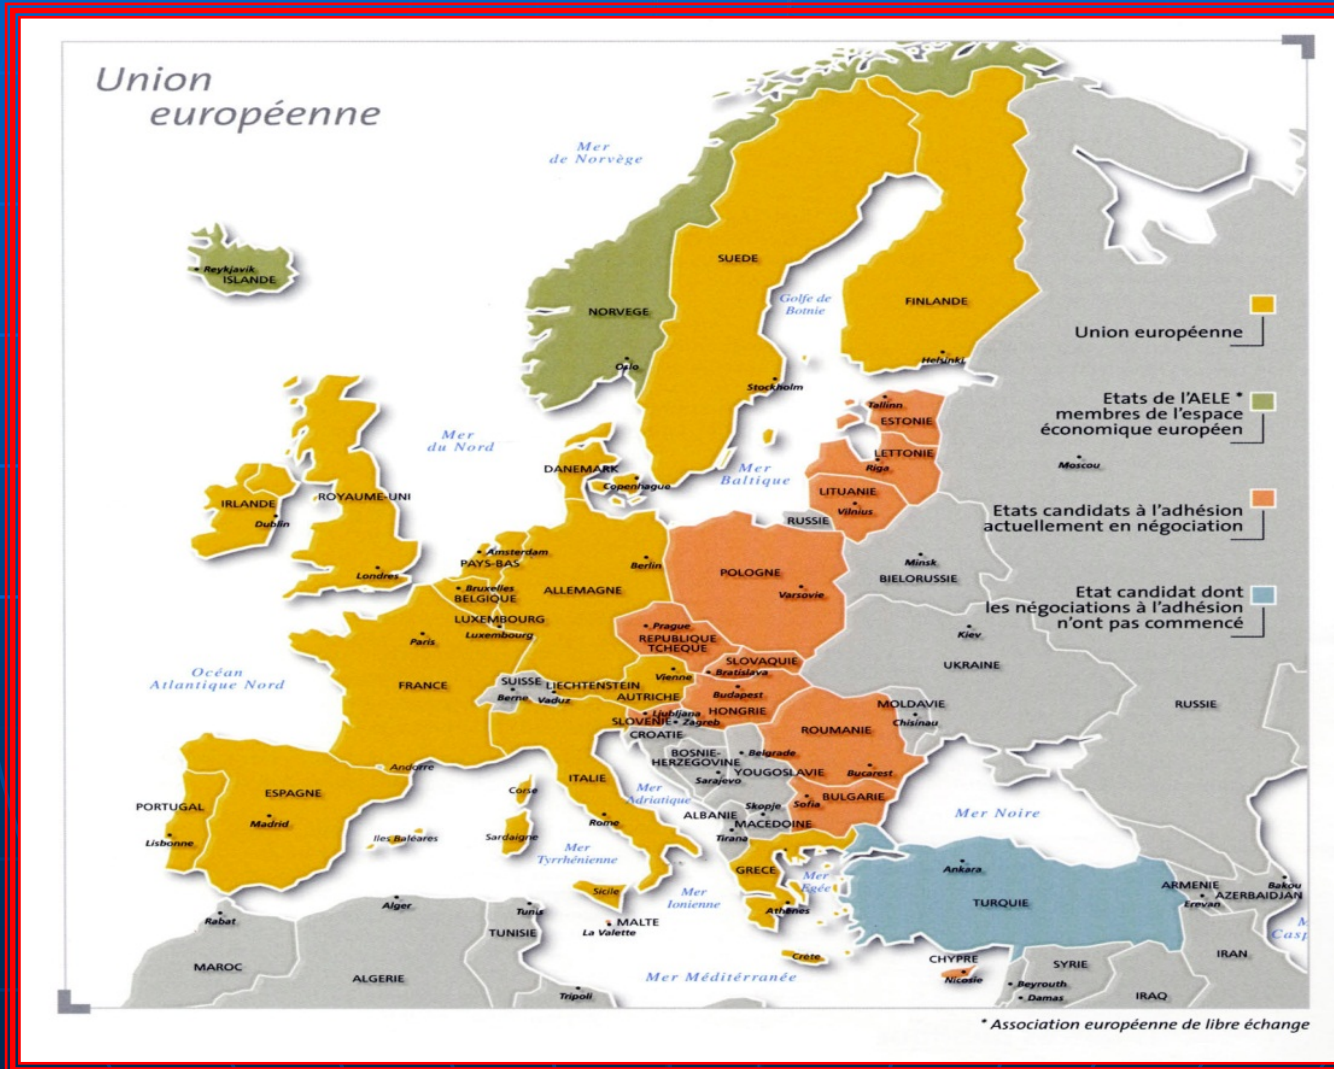 Union
européenne
Mer
de Norvège
Reykjavik
ISLANDE
SUEDE
NORVEGE
FINLANDE
Golfe de
Botnie
Oslo
Helsinki
Stockholm
Union européenne
Etats de l'AELE *
membres de l'espace
économique européen
Etats candidats à l'adhésion
actuellement en négociation
Etat candidat dont
les négociations à l'adhésion
n'ont pas commencé
Mer
du Nord
Mer
Baltique
Tallinn
ESTONIE
LETTONIE
Riga
LITUANIE
Vilnius
RUSSIE
Moscou
DANEMARK
Copenhague
IRLANDE
Dublin
ROYAUME-UNI
Londres
Amsterdam
PAYS-BAS
Bruxelles
BELGIQUE
LUXEMBOURG
Luxembourg
Berlin
ALLEMAGNE
POLOGNE
Varsovie
Minsk
BIELORUSSIE
Kiev
UKRAINE
RUSSIE
Prague
REPUBLIQUE
TCHEQUE
SLOVAQUIE
Bratislava
Paris
FRANCE
Océan
Atlantique Nord
SUISSE
Berne
LIECHTENSTEIN
Vaduz
Vienne
AUTRICHE
Budapest
HONGRIE
Ljubljana
SLOVENIE
Zagreb
CROATIE
MOLDAVIE
Chisinau
ROUMANIE
Bucarest
BOSNIE-
HERZEGOVINE
Sarajevo
Belgrade
YOUGOSLAVIE
Sofia
BULGARIE
Skopje
MACEDOINE
ALBANIE
Tirana
Andorre
ESPAGNE
Madrid
PORTUGAL
Lisbonne
Iles Baléares
Corse
Sardaigne
ITALIE
Rome
Mer
Adriatique
Mer
Tyrrhénienne
Sicile
Mer
Ionienne
GRECE
Athènes
Mer
Egée
Crète
Mer Noire
Ankara
TURQUIE
ARMENIE
Erevan
AZERBAIDJAN
Bakou
M
Casp
Rabat
MAROC
Alger
ALGERIE
Tunis
TUNISIE
MALTE
La Valette
Tripoli
Mer Méditérranée
CHYPRE
Nicosie
SYRIE
Beyrouth
Damas
IRAQ
IRAN
* Association européenne de libre échange